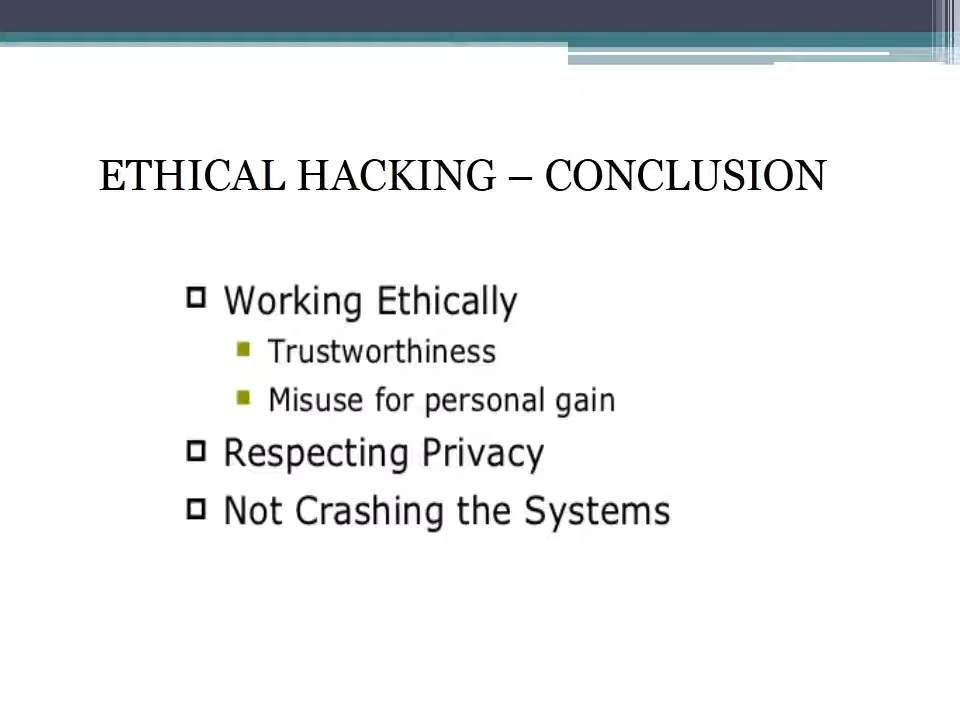 ETHICAL HACKING – CONCLUSION
Working Ethically
Trustworthiness
Misuse for personal gain
Respecting Privacy
Not Crashing the Systems